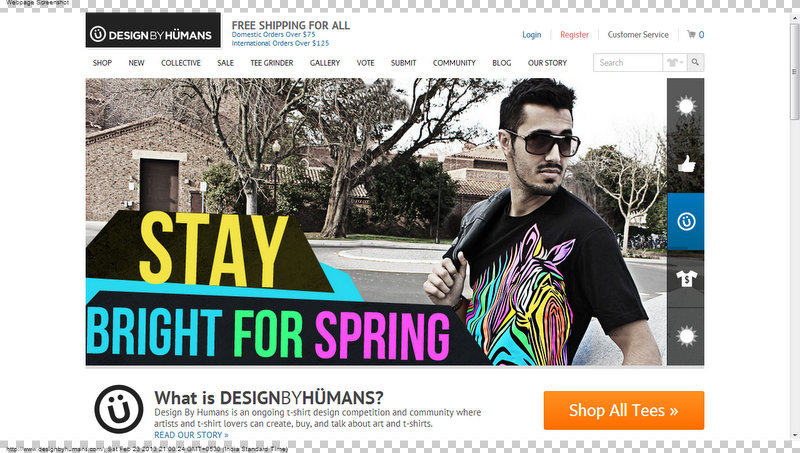 Webpage Screenshot
DESIGN BY HÜMANS
FREE SHIPPING FOR ALL
Domestic Orders Over $75
International Orders Over $125
Login Register Customer Service 0
SHOP NEW COLLECTIVE SALE TEE GRINDER GALLERY VOTE SUBMIT COMMUNITY BLOG OUR STORY Search
STAY
BRIGHT FOR SPRING
$
What is DESIGNBYHÜMANS?
Design By Humans is an ongoing t-shirt design competition and community where
artists and t-shirt lovers can create, buy, and talk about art and t-shirts.
READ OUR STORY »
Shop All Tees »
http://www.designbyhumans.com/, Sat Feb 23 2013 21:00:24 GMT+0530 (India Standard Time)